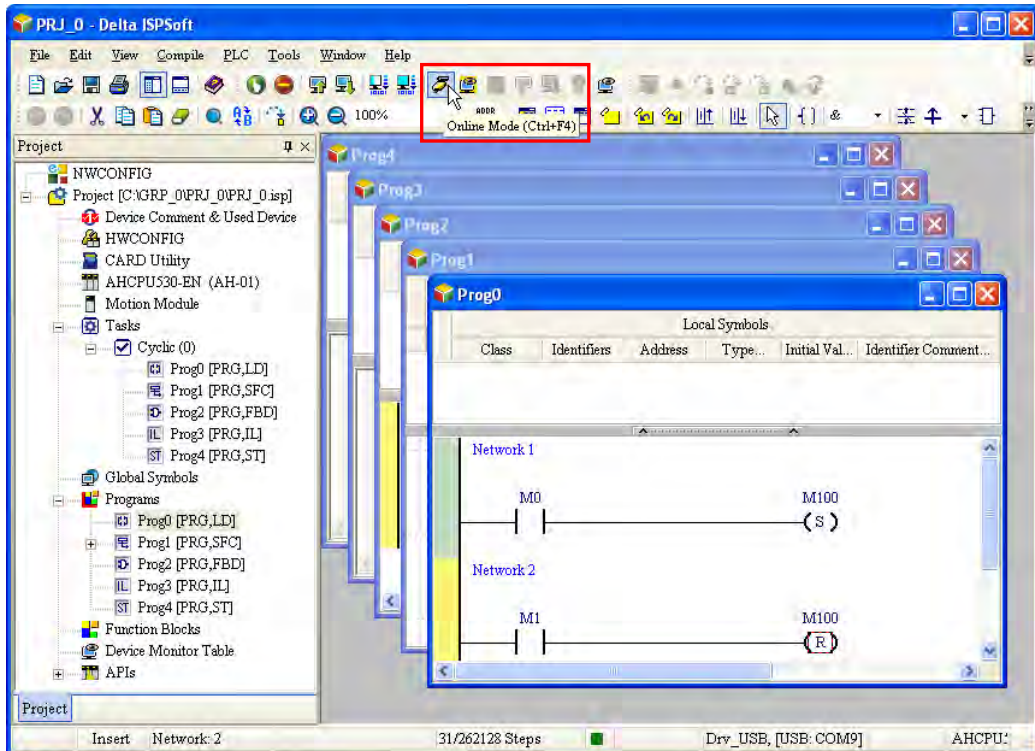 PRJ_0 - Delta ISPSoft
File Edit View Compile PLC Tools Window Help
100%
ADDR
Online Mode (Ctrl+F4)
Project
NWCONFIG
Project [C:\GRP_0\PRJ_0\PRJ_0.isp]
Device Comment & Used Device
HWCONFIG
CARD Utility
AHCPU530-EN (AH-01)
Motion Module
Tasks
Cyclic (0)
Prog0 [PRG,LD]
Prog1 [PRG,SFC]
Prog2 [PRG,FBD]
IL Prog3 [PRG,IL]
ST Prog4 [PRG,ST]
Global Symbols
Programs
Prog0 [PRG,LD]
Prog1 [PRG,SFC]
Prog2 [PRG,FBD]
IL Prog3 [PRG,IL]
ST Prog4 [PRG,ST]
Function Blocks
Device Monitor Table
APIs
Project
Prog4
Prog3
Prog2
Prog1
Prog0
Local Symbols
Class Identifiers Address Type... Initial Val... Identifier Comment...
Network 1
M0 M100
S
Network 2
M1 M100
R
Insert Network: 2 31/262128 Steps Drv_USB, [USB: COM9] AHCPU